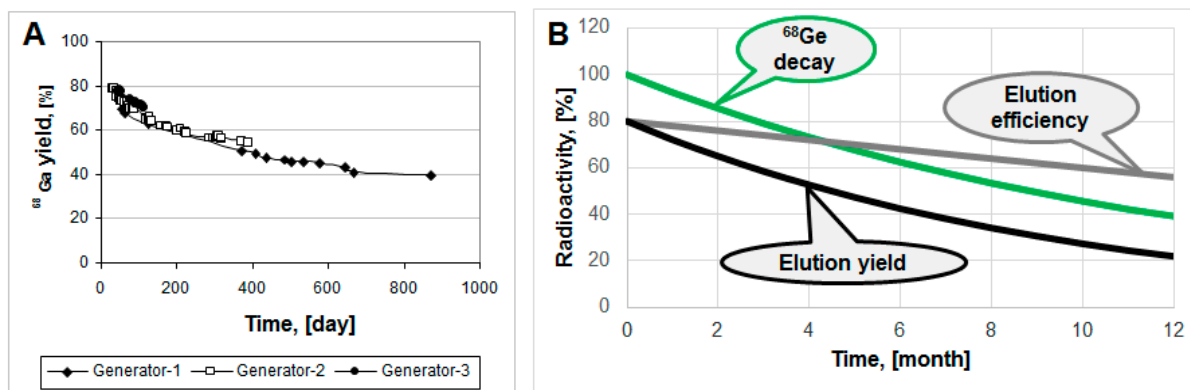 A
⁶⁸Ga yield, [%]
100
80
60
40
20
0
0 200 400 600 800 1000
Time, [day]
Generator-1 Generator-2 Generator-3
B
Radioactivity, [%]
120
100
80
60
40
20
0
⁶⁸Ge
decay
Elution
efficiency
Elution yield
0 2 4 6 8 10 12
Time, [month]